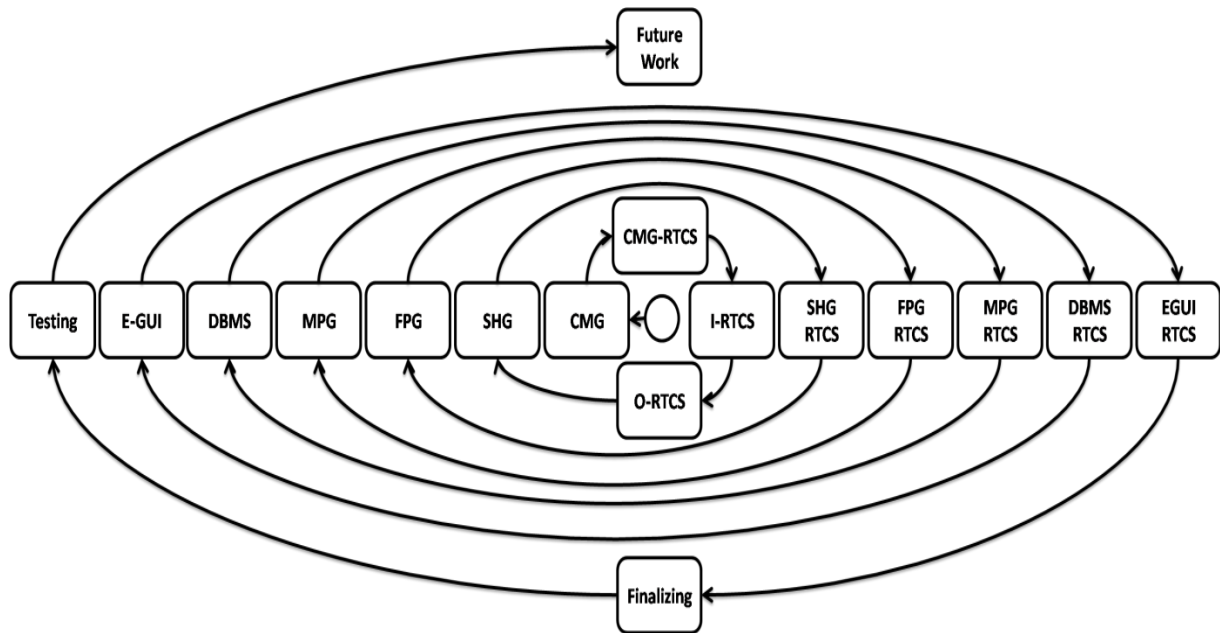 Future
Work
CMG-RTCS
Testing
E-GUI
DBMS
MPG
FPG
SHG
CMG
I-RTCS
SHG
RTCS
FPG
RTCS
MPG
RTCS
DBMS
RTCS
EGUI
RTCS
O-RTCS
Finalizing